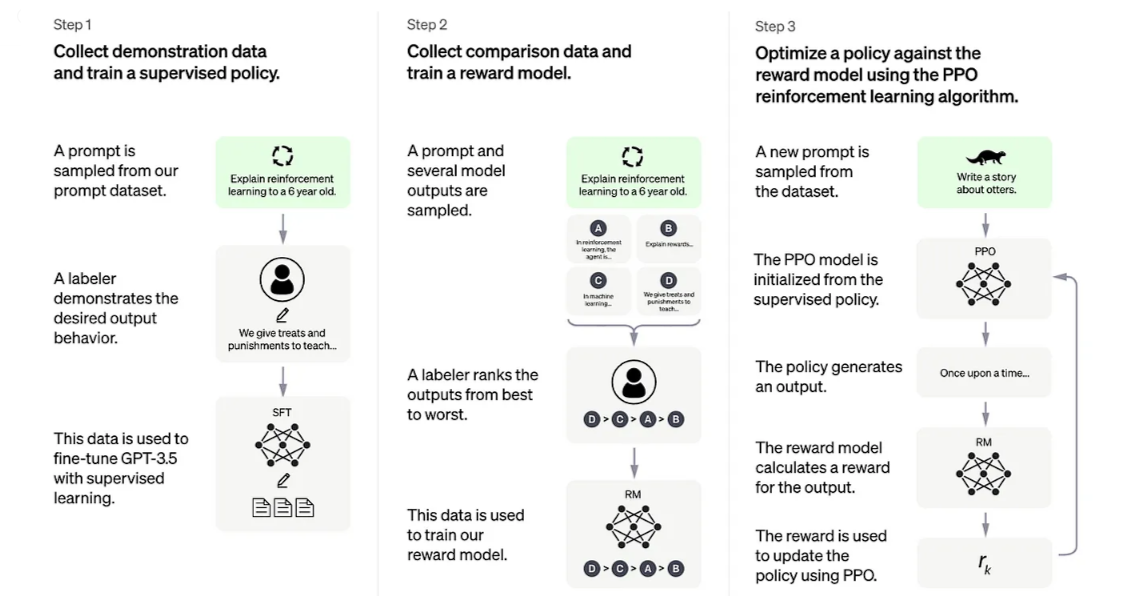 Step 1
Collect demonstration data
and train a supervised policy.
A prompt is
sampled from our
prompt dataset.
Explain reinforcement
learning to a 6 year old.
A labeler
demonstrates the
desired output
behavior.
We give treats and
punishments to teach...
This data is used to
fine-tune GPT-3.5
with supervised
learning.
SFT
Step 2
Collect comparison data and
train a reward model.
A prompt and
several model
outputs are
sampled.
Explain reinforcement
learning to a 6 year old.
A
In reinforcement
learning, the
agent is...
B
Explain rewards...
C
In machine
learning...
D
We give treats and
punishments to
teach...
A labeler ranks the
outputs from best
to worst.
D > C > A > B
This data is used
to train our
reward model.
RM
D > C > A > B
Step 3
Optimize a policy against the
reward model using the PPO
reinforcement learning algorithm.
A new prompt is
sampled from
the dataset.
Write a story
about otters.
The PPO model is
initialized from the
supervised policy.
PPO
The policy generates
an output.
Once upon a time...
The reward model
calculates a reward
for the output.
RM
The reward is used
to update the
policy using PPO.
rk